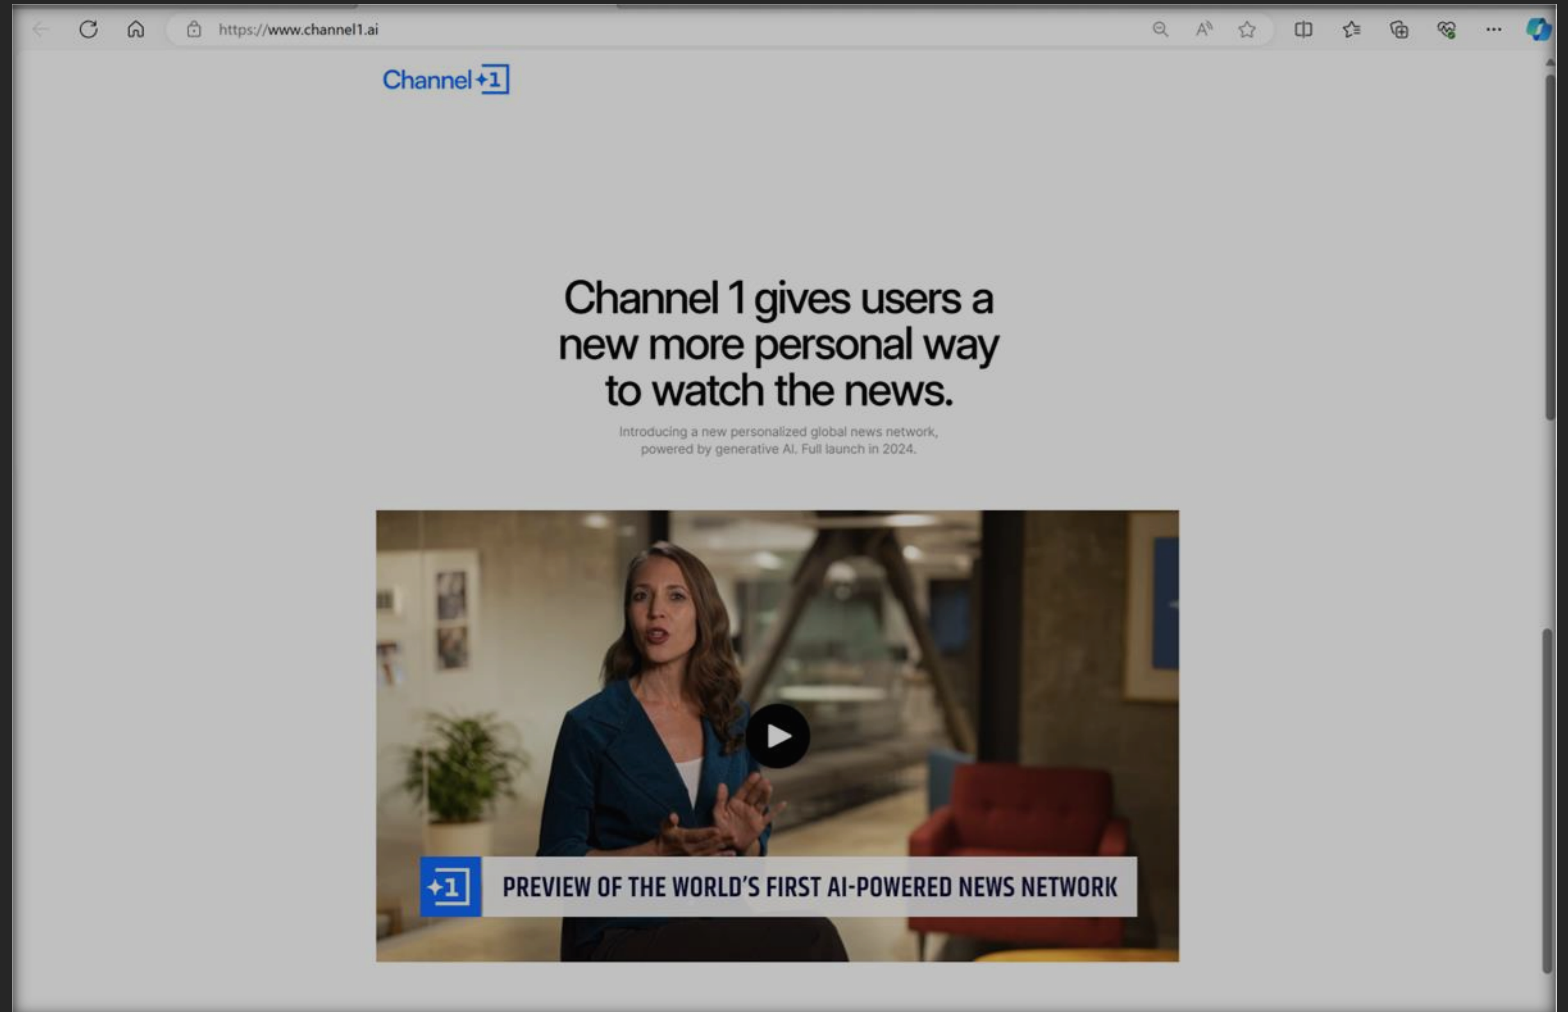 https://www.channel1.ai
Channel 1
Channel 1 gives users a
new more personal way
to watch the news.
Introducing a new personalized global news network,
powered by generative AI. Full launch in 2024.
1 PREVIEW OF THE WORLD'S FIRST AI-POWERED NEWS NETWORK